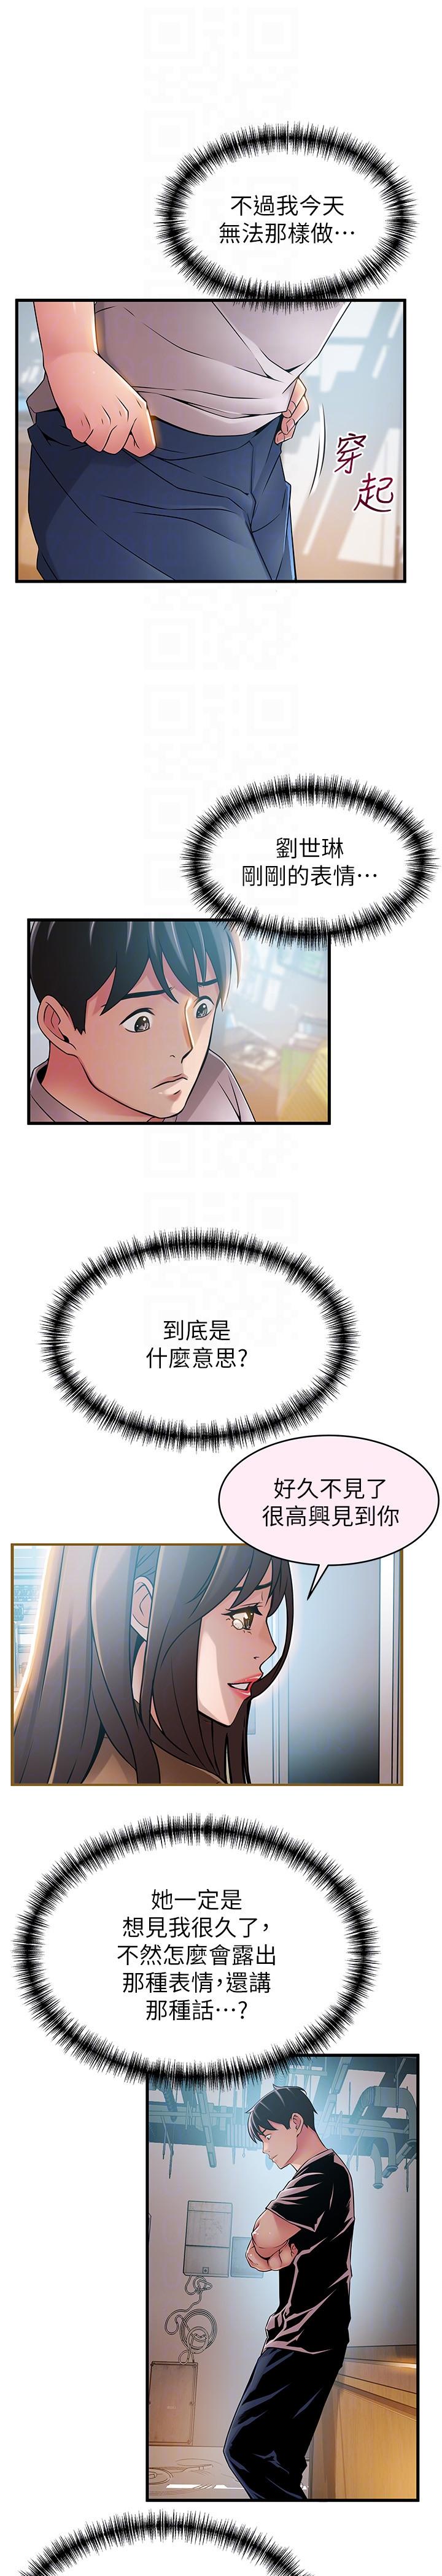 不過我今天
無法那樣做⋯
穿
起
劉世琳
剛剛的表情⋯
到底是
什麼意思?
好久不見了
很高興見到你
她一定是
想見我很久了,
不然怎麼會露出
那種表情,還講
那種話⋯?